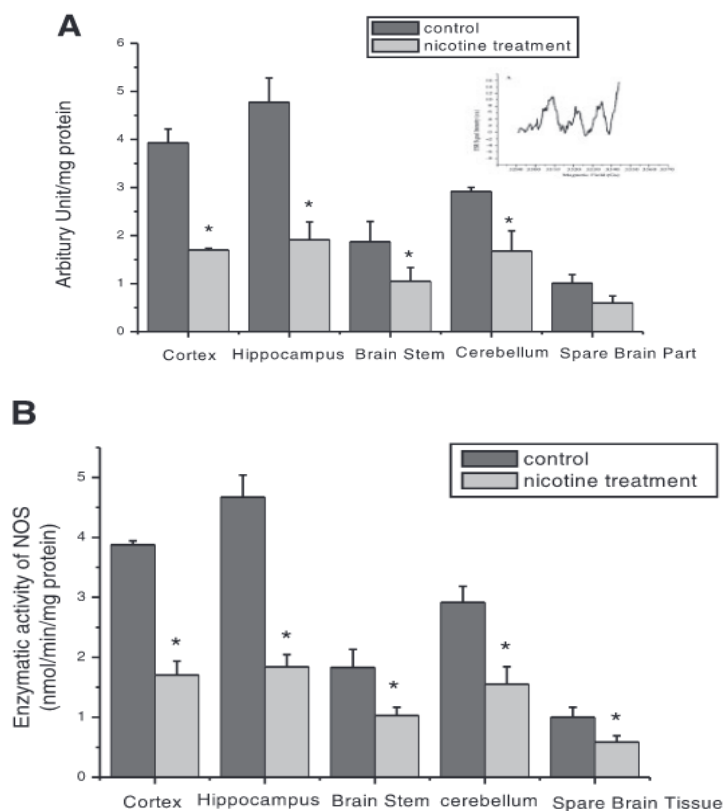 A
control
nicotine treatment
6
5
4
3
2
1
0
Arbitury Unit/mg protein
Cortex Hippocampus Brain Stem Cerebellum Spare Brain Part
* * * *
B
control
nicotine treatment
5
4
3
2
1
0
Enzymatic activity of NOS
(nmol/min/mg protein)
* * * * *
Cortex Hippocampus Brain Stem cerebellum Spare Brain Tissue